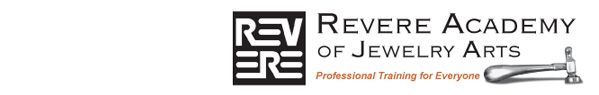 REV
ERE
REVERE ACADEMY
OF JEWELRY ARTS
Professional Training for Everyone